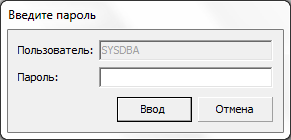 Введите пароль
Пользователь: SYSDBA
Пароль:
Ввод Отмена